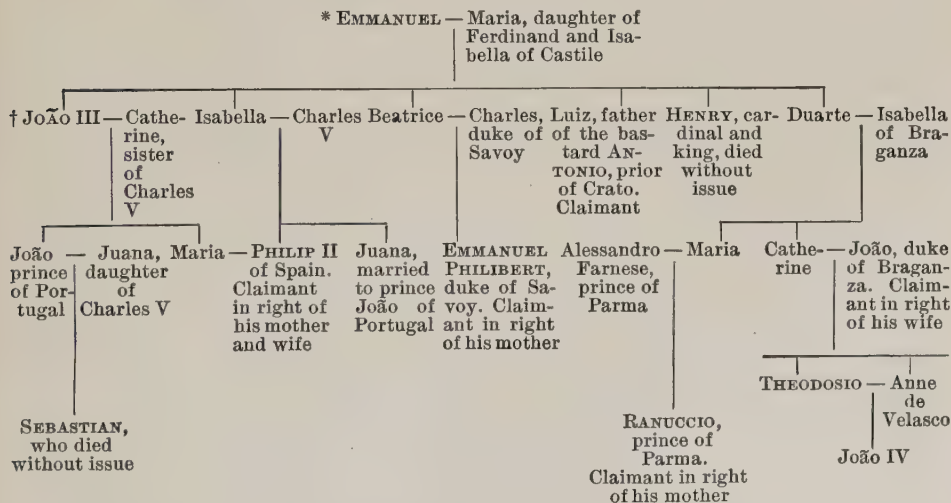 * EMMANUEL — Maria, daughter of
Ferdinand and Isa-
bella of Castile
† JOÃO III — Cathe-
rine,
sister
of
Charles
V
Isabella — Charles
V
Beatrice — Charles,
duke of
Savoy
Luiz, father
of the bas-
tard AN-
TONIO, prior
of Crato.
Claimant
HENRY, car-
dinal and
king, died
without
issue
Duarte — Isabella
of Bra-
ganza
João —
prince
of Por-
tugal
Juana,
daughter
of
Charles V
Maria — PHILIP II
of Spain.
Claimant
in right of
his mother
and wife
Juana,
married
to prince
João of
Portugal
EMMANUEL
PHILIBERT,
duke of Sa-
voy. Claim-
ant in right
of his mother
Alessandro — Maria
Farnese,
prince of
Parma
Cathe- —
rine
João, duke
of Bragan-
za. Claim-
ant in right
of his wife
THEODOSIO — Anne
de
Velasco
SEBASTIAN,
who died
without issue
RANUCCIO,
prince of
Parma.
Claimant in right
of his mother
João IV